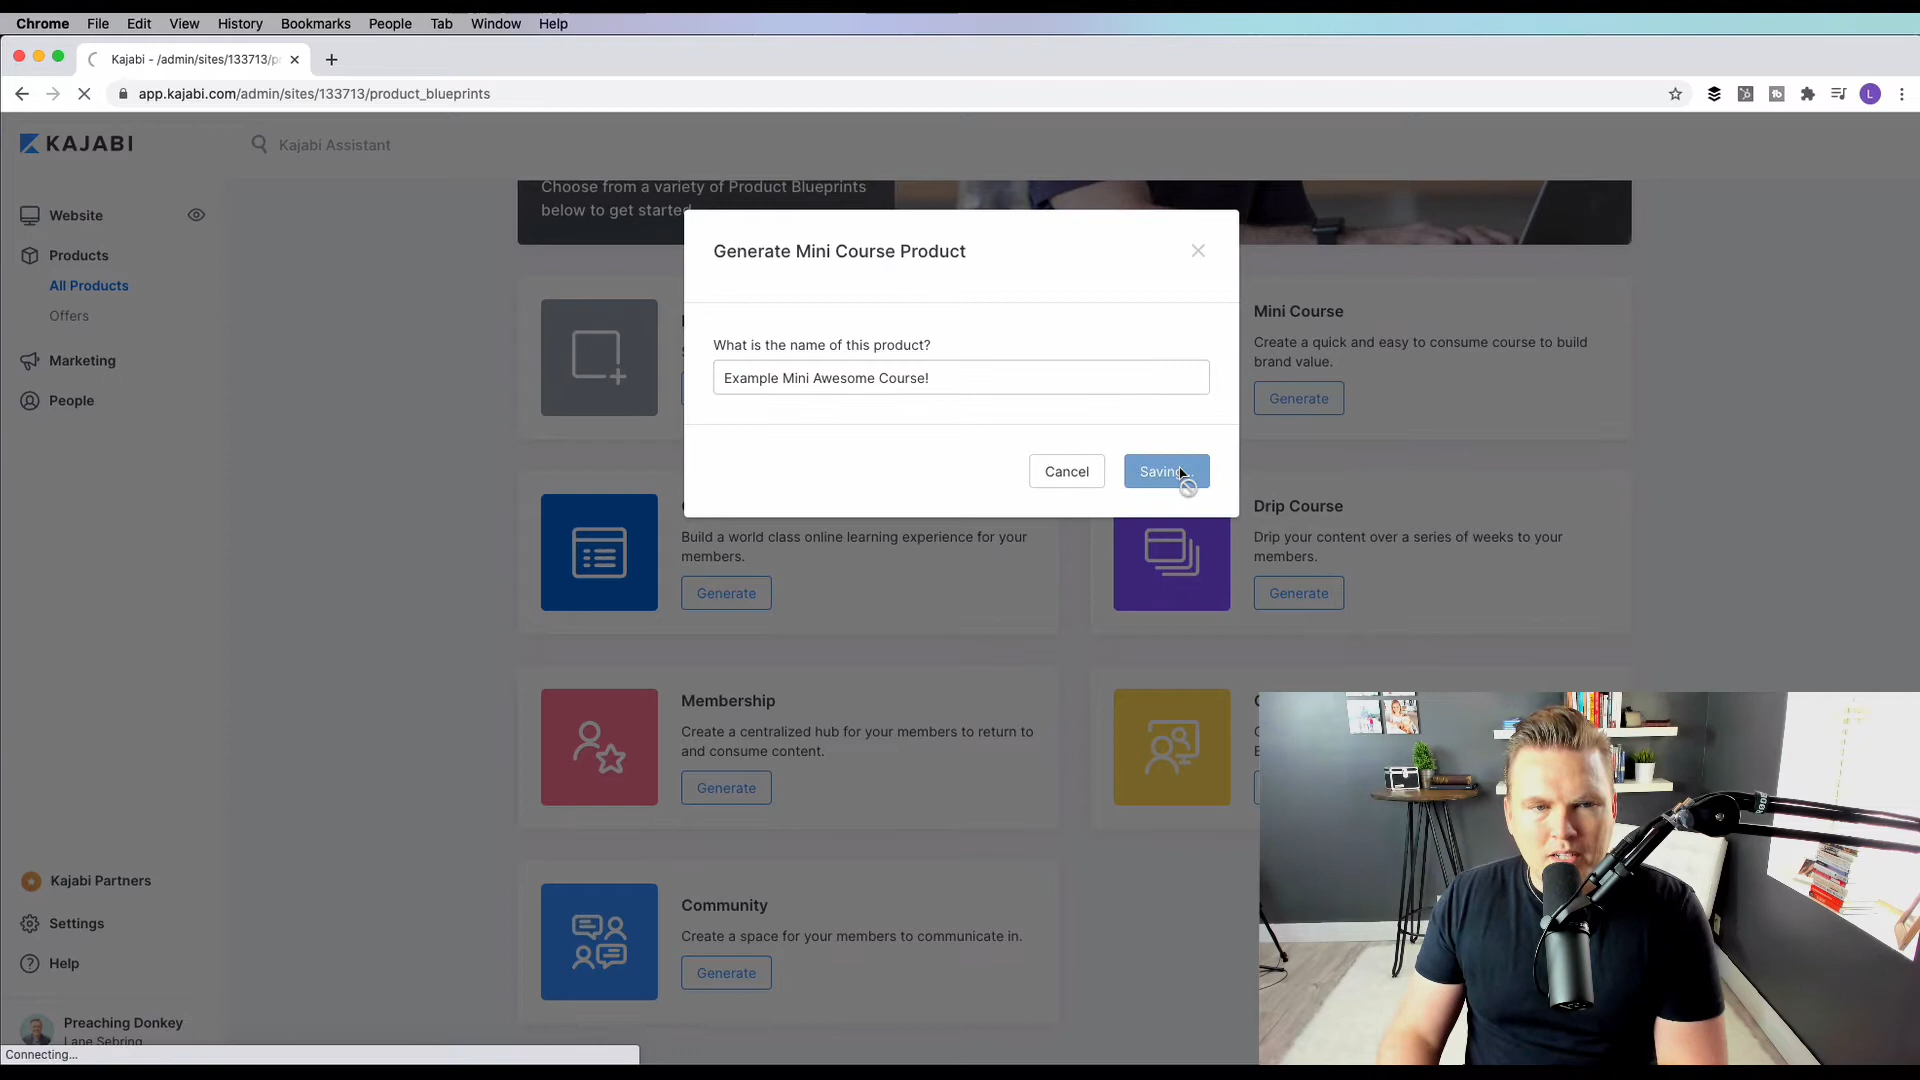 Chrome File Edit View History Bookmarks People Tab Window Help
Kajabi - /admin/sites/133713/p
app.kajabi.com/admin/sites/133713/product_blueprints
L
KAJABI
Kajabi Assistant
Website
Products
All Products
Offers
Marketing
People
Kajabi Partners
Settings
Help
Preaching Donkey
Lane Sebring
Connecting...
Choose from a variety of Product Blueprints
below to get started
Generate Mini Course Product
What is the name of this product?
Example Mini Awesome Course!
Cancel
Saving...
Mini Course
Create a quick and easy to consume course to build
brand value.
Generate
Build a world class online learning experience for your
members.
Generate
Drip Course
Drip your content over a series of weeks to your
members.
Generate
Membership
Create a centralized hub for your members to return to
and consume content.
Generate
Community
Create a space for your members to communicate in.
Generate